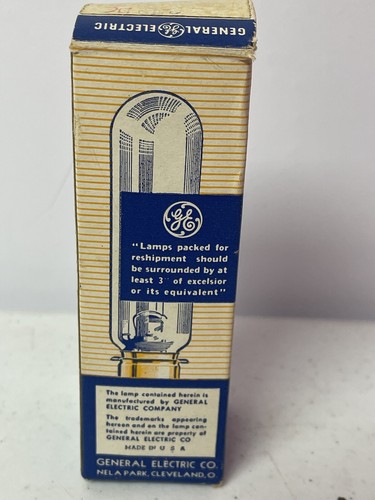 GENERAL GE ELECTRIC
GE
"Lamps packed for
reshipment should
be surrounded by at
least 3" of excelsior
or its equivalent"
The lamp contained herein is
manufactured by GENERAL
ELECTRIC COMPANY
The trademarks appearing
hereon and on the lamp con-
tained herein are property of
GENERAL ELECTRIC CO
MADE IN U S A
GENERAL ELECTRIC CO.
NELA PARK, CLEVELAND, O.